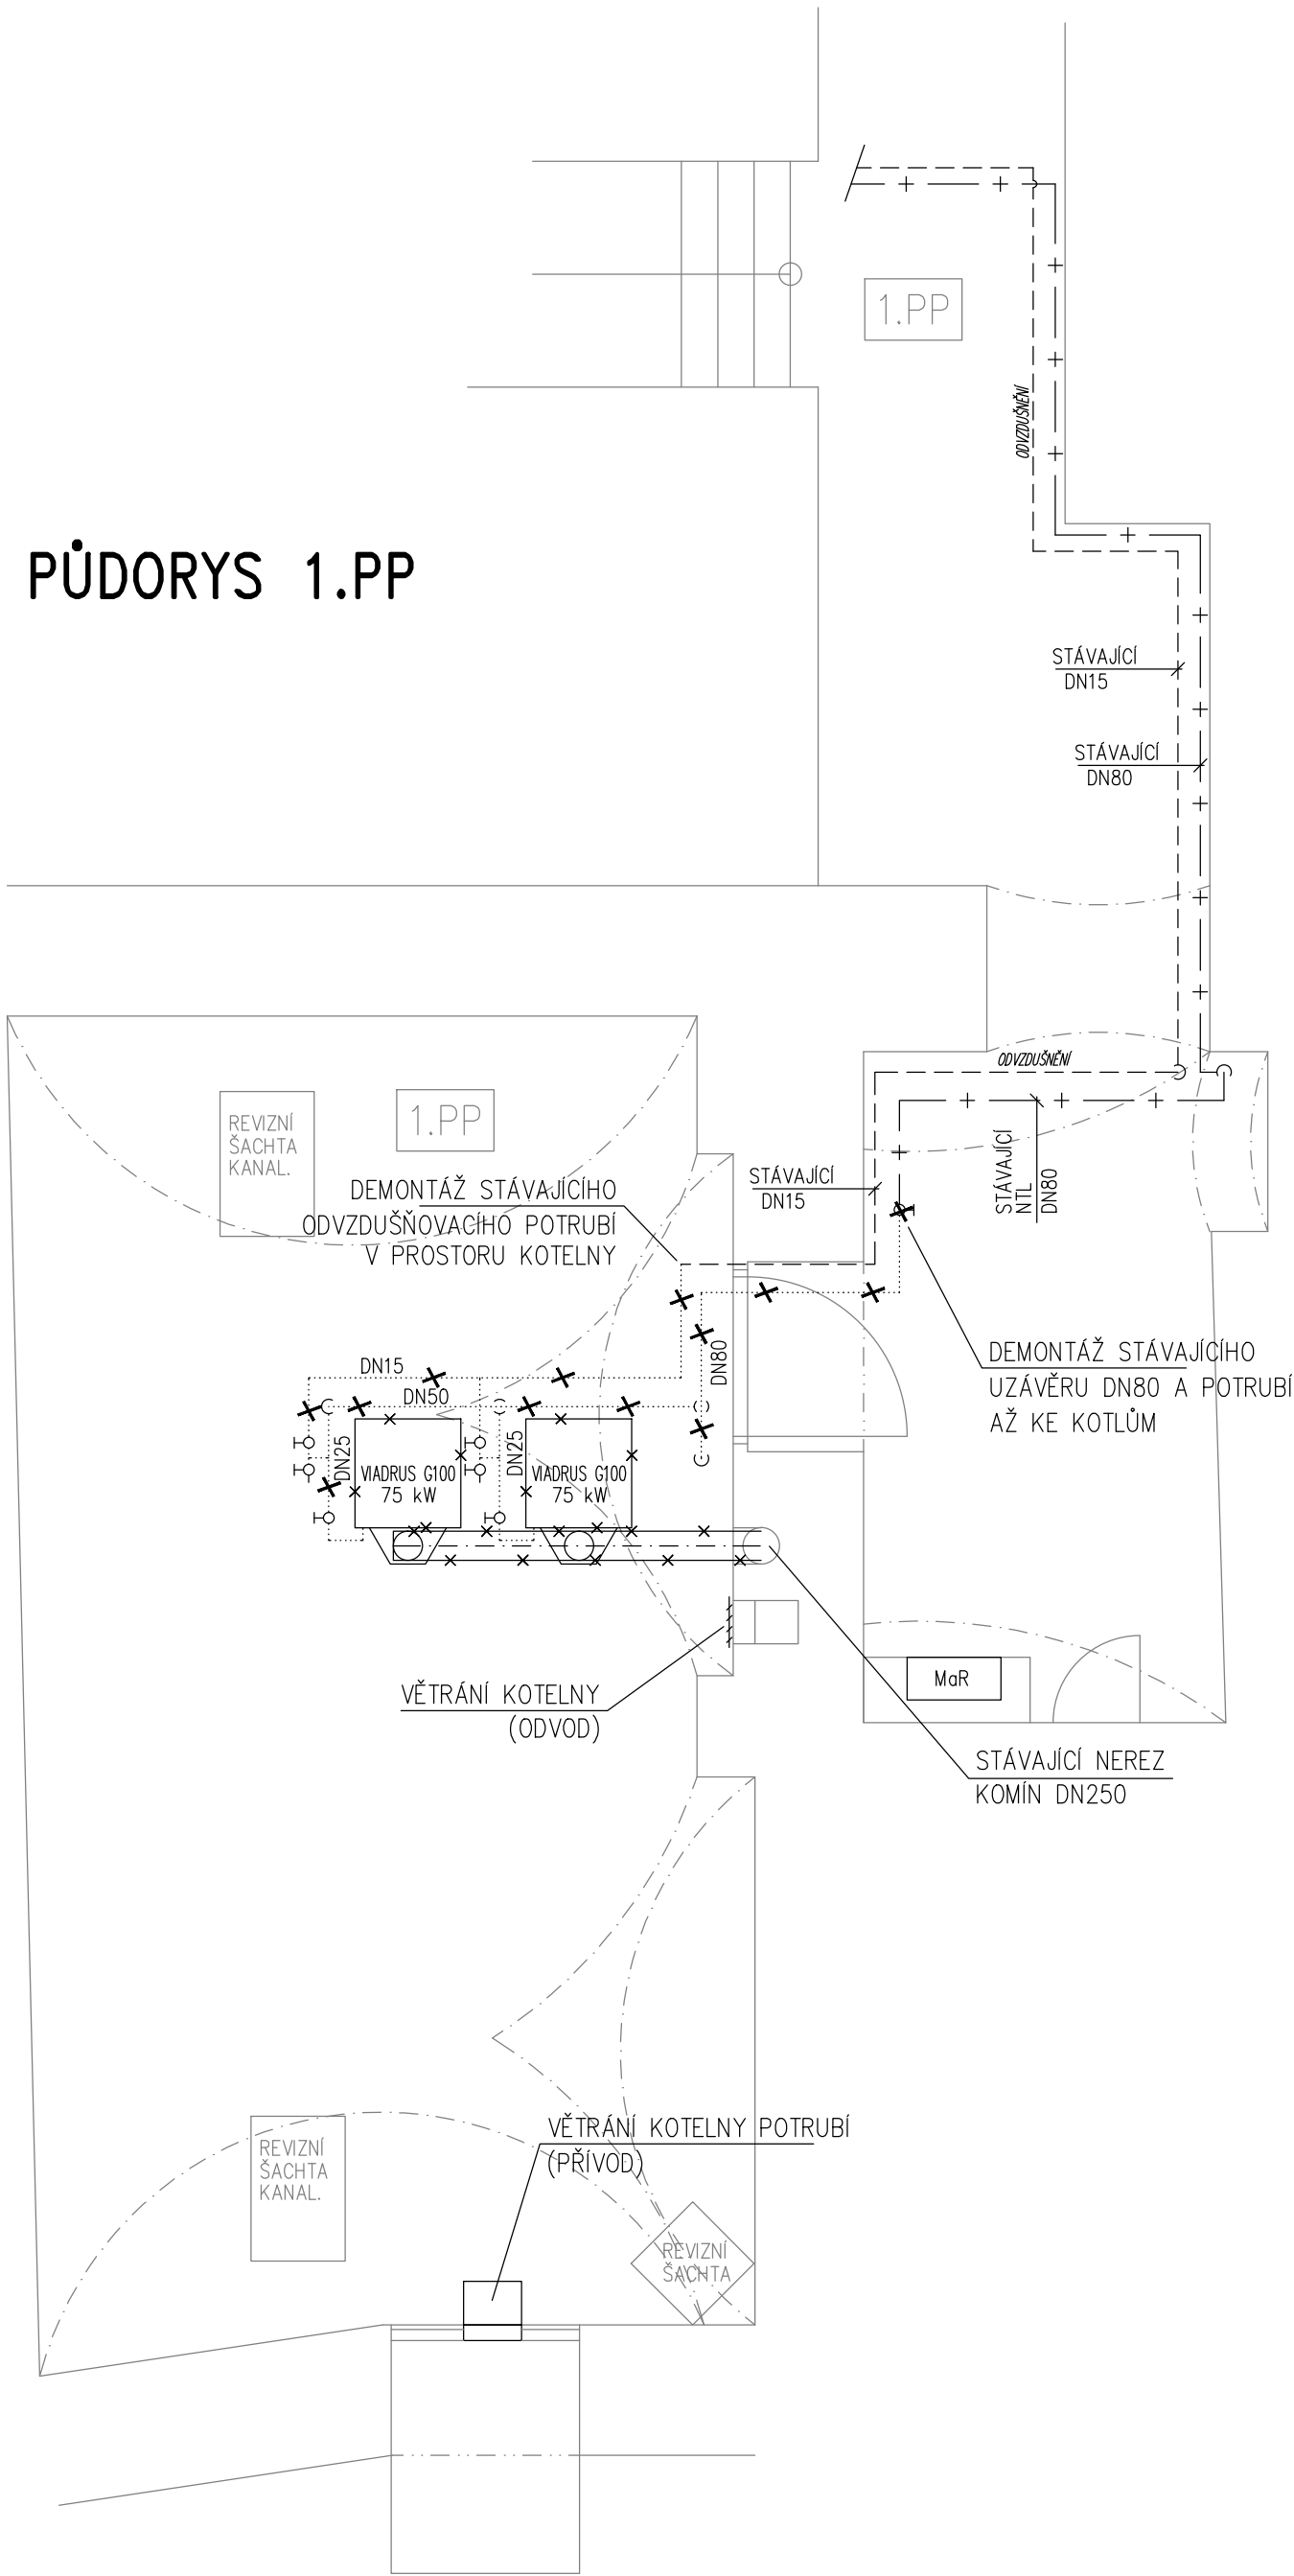 1.PP
ODVZDUŠNĚNÍ
PŮDORYS 1.PP
STÁVAJÍCÍ
DN15
STÁVAJÍCÍ
DN80
ODVZDUŠNĚNÍ
REVIZNÍ
ŠACHTA
KANAL.
1.PP
STÁVAJÍCÍ
DN15
STÁVAJÍCÍ
NTL
DN80
DEMONTÁŽ STÁVAJÍCÍHO
ODVZDUŠŇOVACÍHO POTRUBÍ
V PROSTORU KOTELNY
DN80
DEMONTÁŽ STÁVAJÍCÍHO
UZÁVĚRU DN80 A POTRUBÍ
AŽ KE KOTLŮM
DN15
DN50
DN25
DN25
VIADRUS G100
75 kW
VIADRUS G100
75 kW
VĚTRÁNÍ KOTELNY
(ODVOD)
MaR
STÁVAJÍCÍ NEREZ
KOMÍN DN250
VĚTRÁNÍ KOTELNY POTRUBÍ
(PŘÍVOD)
REVIZNÍ
ŠACHTA
KANAL.
REVIZNÍ
ŠACHTA